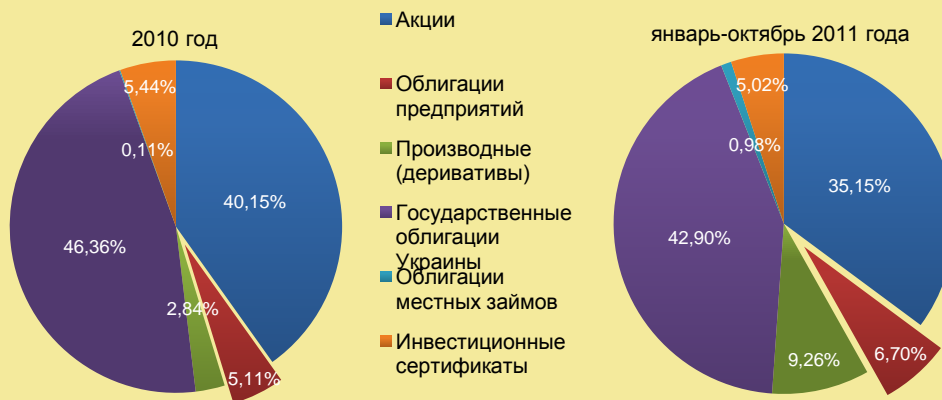 2010 год
5,44%
0,11%
40,15%
46,36%
2,84%
5,11%
Акции
Облигации
предприятий
Производные
(деривативы)
Государственные
облигации
Украины
Облигации
местных займов
Инвестиционные
сертификаты
январь-октябрь 2011 года
5,02%
0,98%
35,15%
42,90%
9,26%
6,70%